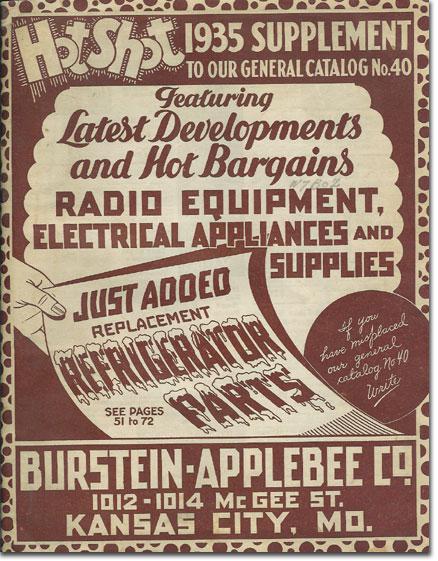 HotShot
1935 SUPPLEMENT
TO OUR GENERAL CATALOG No. 40
Featuring
Latest Developments
and Hot Bargains
RADIO EQUIPMENT,
ELECTRICAL APPLIANCES AND
SUPPLIES
JUST ADDED
REPLACEMENT
REFRIGERATOR
PARTS
SEE PAGES
51 to 72
If you
have misplaced
our general
catalog No 40
Write
BURSTEIN-APPLEBEE CO.
1012-1014 McGEE ST.
KANSAS CITY, MO.